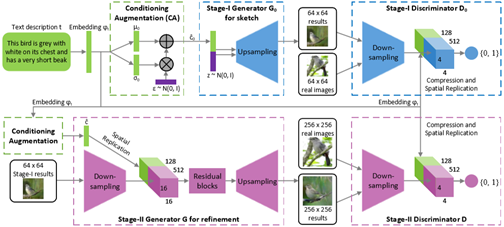 Text description t
This bird is grey with
white on its chest and
has a very short beak
Embedding φt
Conditioning
Augmentation (CA)
μ0
σ0
ε ~ N(0, I)
ĉ0
z ~ N(0, I)
Stage-I Generator G0
for sketch
Upsampling
64 x 64
results
64 x 64
real images
Stage-I Discriminator D0
Down-
sampling
128
512
4
4
{0, 1}
Compression and
Spatial Replication
Embedding φt
Embedding φt
Conditioning
Augmentation
ĉ
Spatial
Replication
64 x 64
Stage-I results
Down-
sampling
128
512
16
16
Residual
blocks
Upsampling
Stage-II Generator G for refinement
256 x 256
real images
256 x 256
results
Compression and
Spatial Replication
Down-
sampling
128
512
4
4
{0, 1}
Stage-II Discriminator D